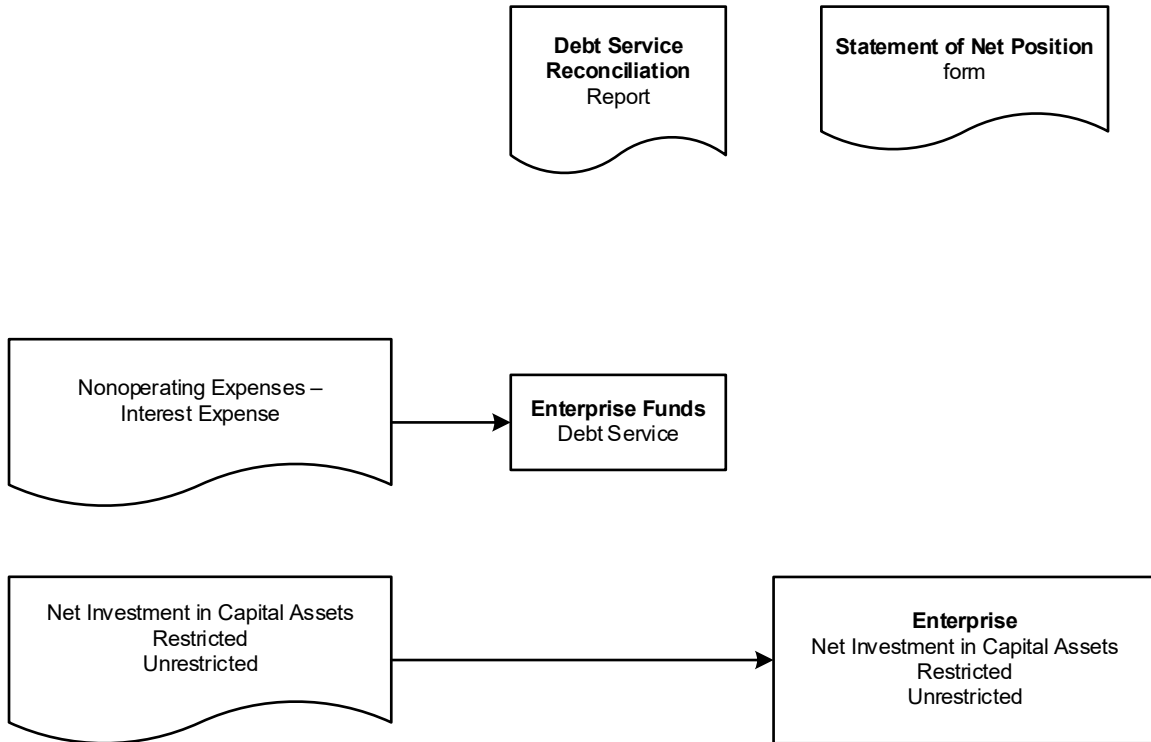 Debt Service
Reconciliation
Report
Statement of Net Position
form
Nonoperating Expenses –
Interest Expense
Enterprise Funds
Debt Service
Net Investment in Capital Assets
Restricted
Unrestricted
Enterprise
Net Investment in Capital Assets
Restricted
Unrestricted